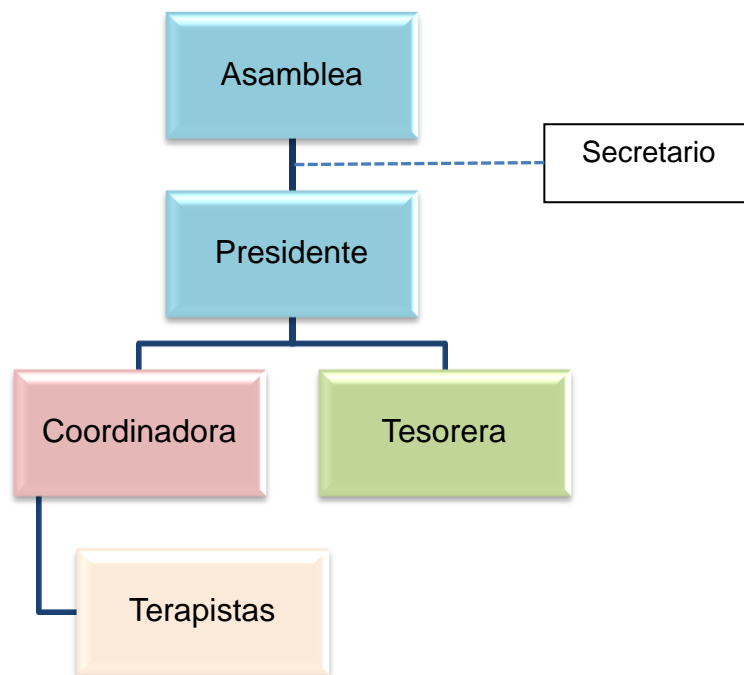 Asamblea
Secretario
Presidente
Coordinadora
Tesorera
Terapistas